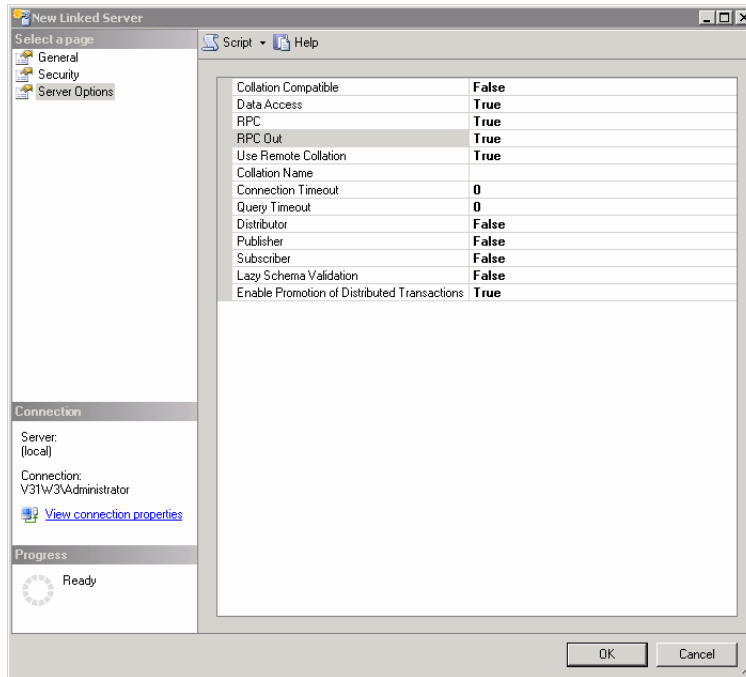 New Linked Server
Select a page
General
Security
Server Options
Script Help
Collation Compatible False
Data Access True
RPC True
RPC Out True
Use Remote Collation True
Collation Name
Connection Timeout 0
Query Timeout 0
Distributor False
Publisher False
Subscriber False
Lazy Schema Validation False
Enable Promotion of Distributed Transactions True
Connection
Server:
(local)
Connection:
V31W3\Administrator
View connection properties
Progress
Ready
OK Cancel